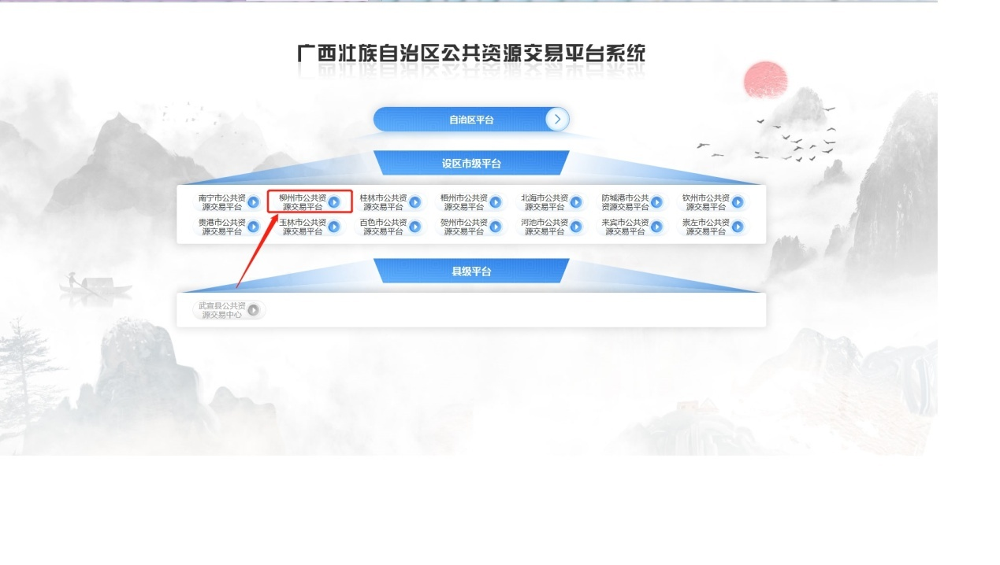 广西壮族自治区公共资源交易平台系统
自治区平台
设区市级平台
南宁市公共资
源交易平台
柳州市公共资
源交易平台
桂林市公共资
源交易平台
梧州市公共资
源交易平台
北海市公共资
源交易平台
防城港市公共
资源交易平台
钦州市公共资
源交易平台
贵港市公共资
源交易平台
玉林市公共资
源交易平台
百色市公共资
源交易平台
贺州市公共资
源交易平台
河池市公共资
源交易平台
来宾市公共资
源交易平台
崇左市公共资
源交易平台
县级平台
武宣县公共资
源交易中心